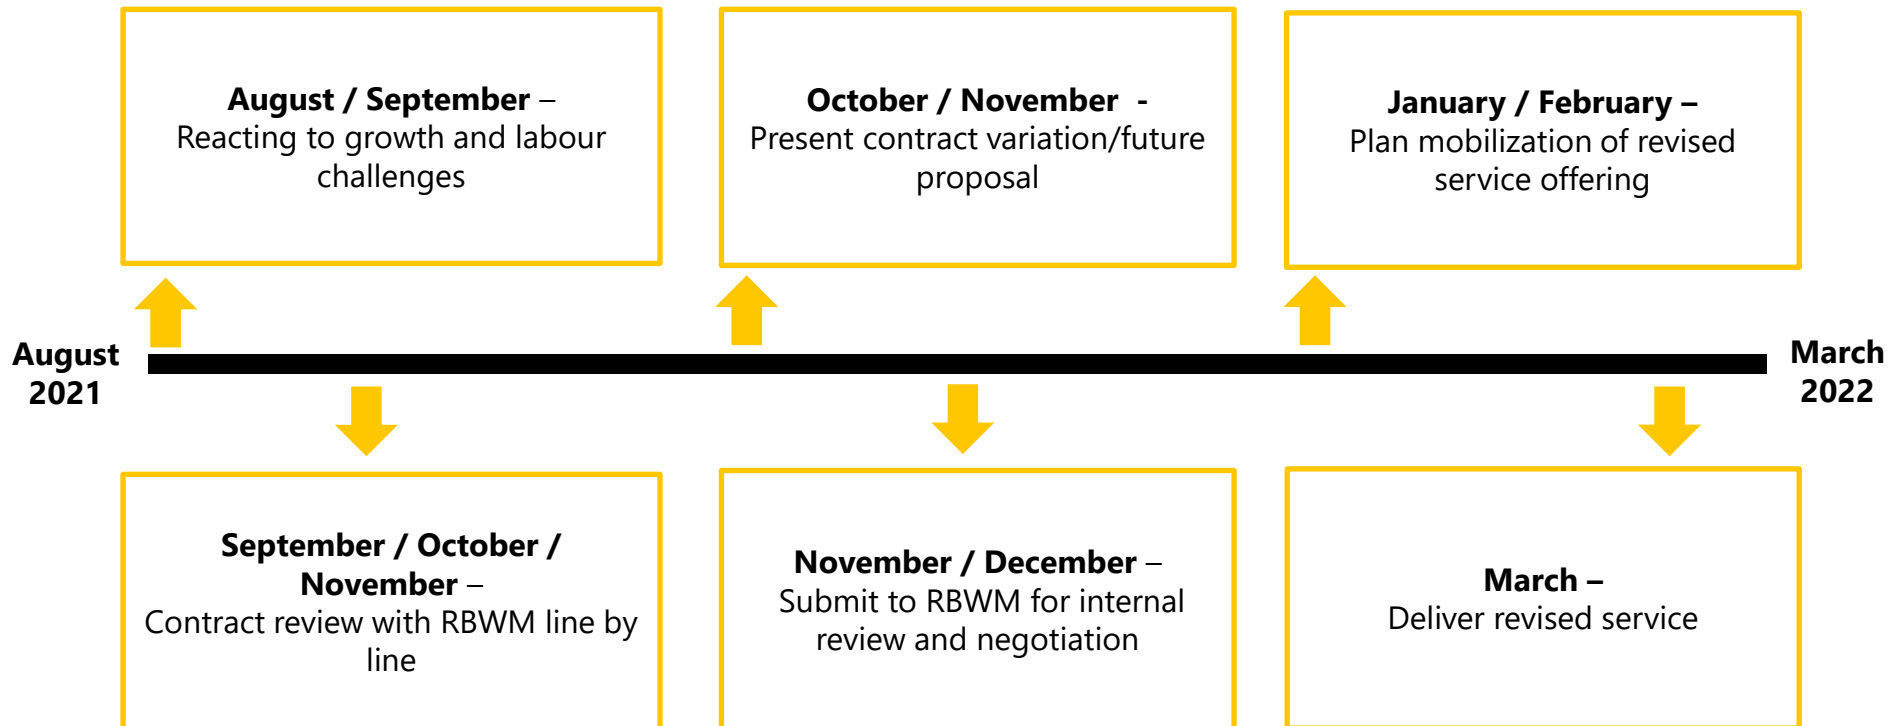 August / September –
Reacting to growth and labour
challenges
October / November  -
Present contract variation/future
proposal
January / February –
Plan mobilization of revised
service offering
August
2021
March
2022
September / October /
November –
Contract review with RBWM line by
line
November / December –
Submit to RBWM for internal
review and negotiation
March –
Deliver revised service